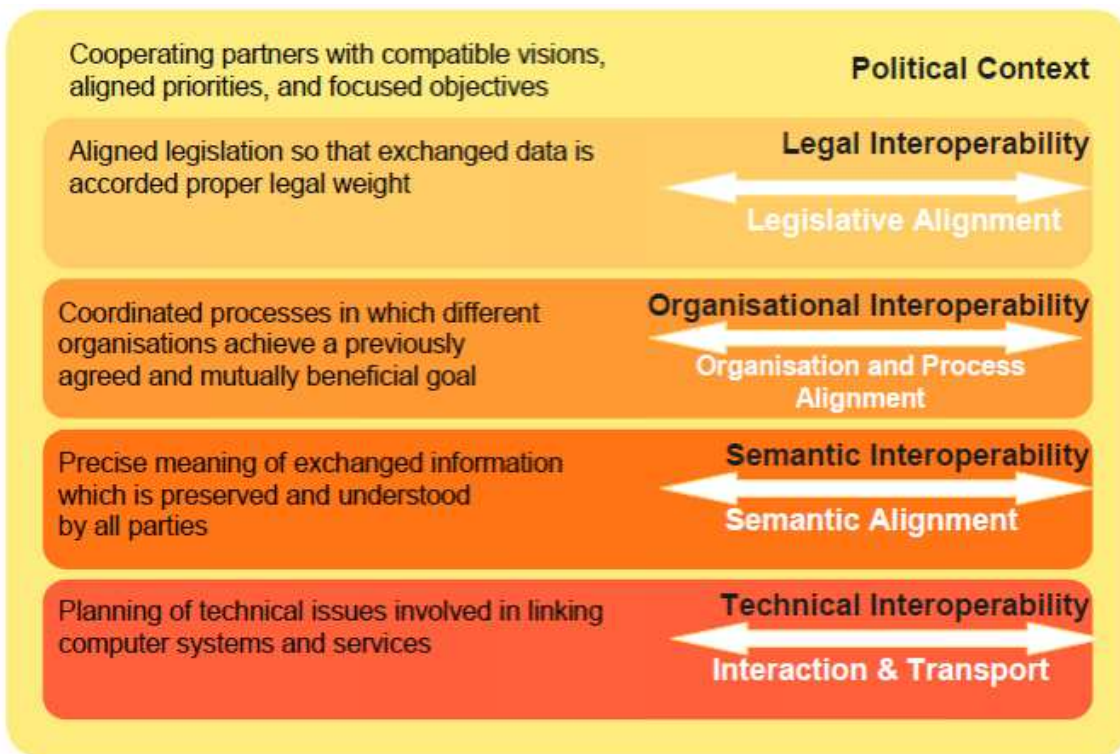 Cooperating partners with compatible visions,
aligned priorities, and focused objectives
Political Context
Aligned legislation so that exchanged data is
accorded proper legal weight
Legal Interoperability
Legislative Alignment
Coordinated processes in which different
organisations achieve a previously
agreed and mutually beneficial goal
Organisational Interoperability
Organisation and Process
Alignment
Precise meaning of exchanged information
which is preserved and understood
by all parties
Semantic Interoperability
Semantic Alignment
Planning of technical issues involved in linking
computer systems and services
Technical Interoperability
Interaction & Transport